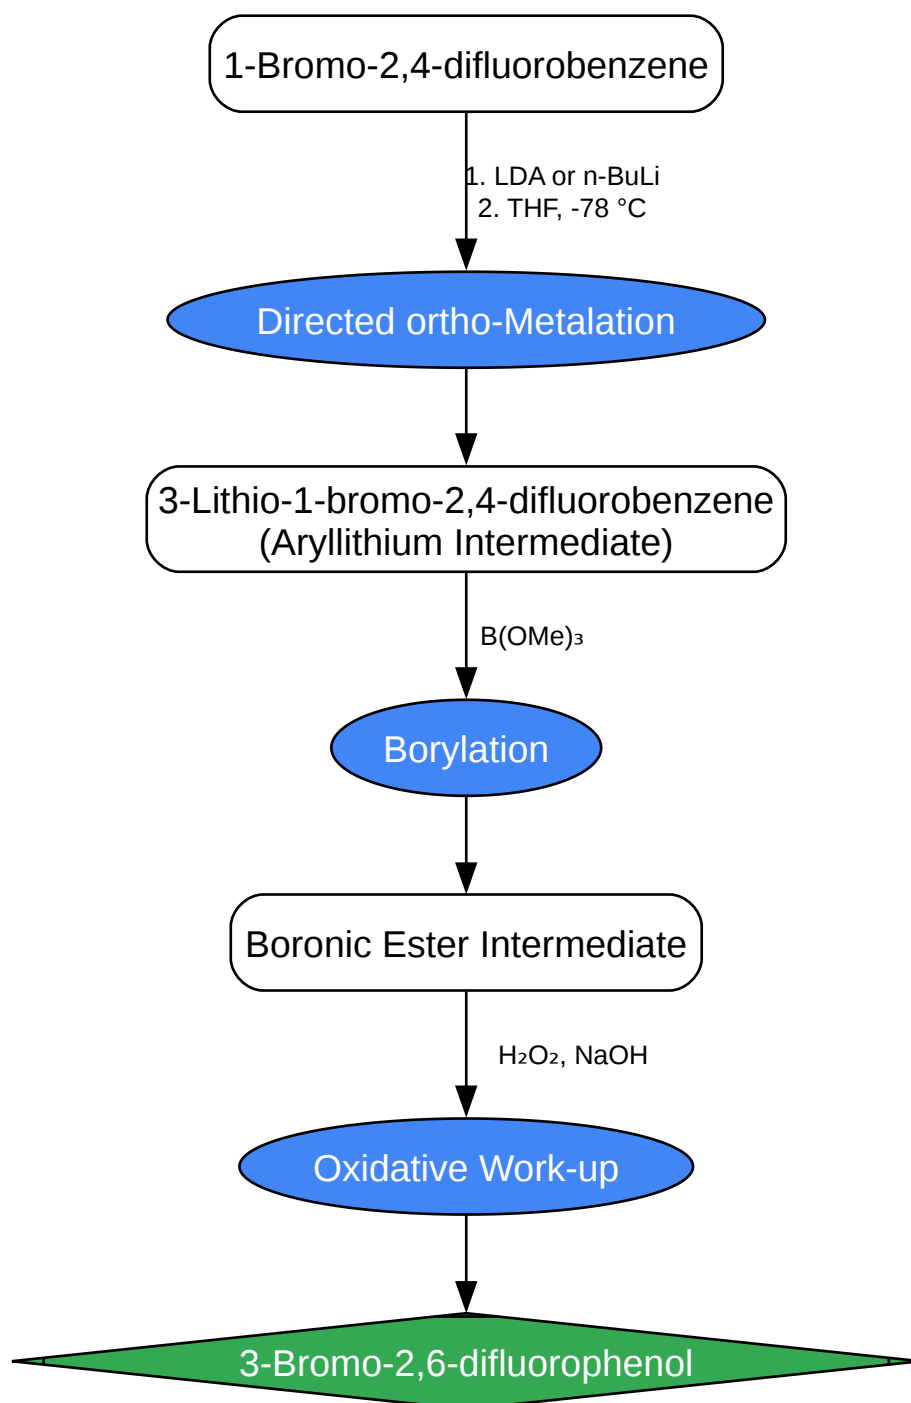 1-Bromo-2,4-difluorobenzene
1. LDA or n-BuLi
2. THF, -78 °C
Directed ortho-Metalation
3-Lithio-1-bromo-2,4-difluorobenzene
(Aryllithium Intermediate)
B(OMe)₃
Borylation
Boronic Ester Intermediate
H₂O₂, NaOH
Oxidative Work-up
3-Bromo-2,6-difluorophenol